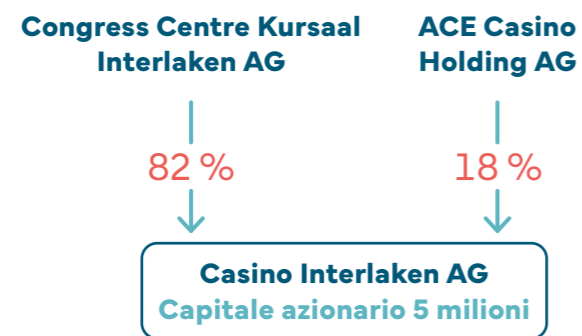 Congress Centre Kursaal
Interlaken AG
ACE Casino
Holding AG
82 %
18 %
Casino Interlaken AG
Capitale azionario 5 milioni